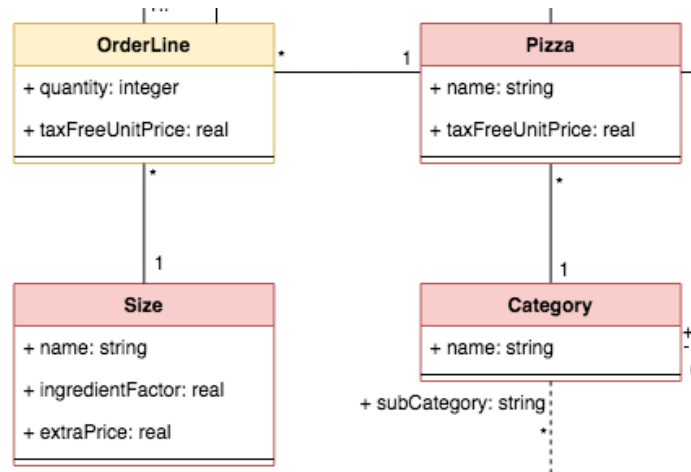 OrderLine
+ quantity: integer
+ taxFreeUnitPrice: real
*
1
Pizza
+ name: string
+ taxFreeUnitPrice: real
*
1
*
1
Size
+ name: string
+ ingredientFactor: real
+ extraPrice: real
Category
+ name: string
+ subCategory: string
*